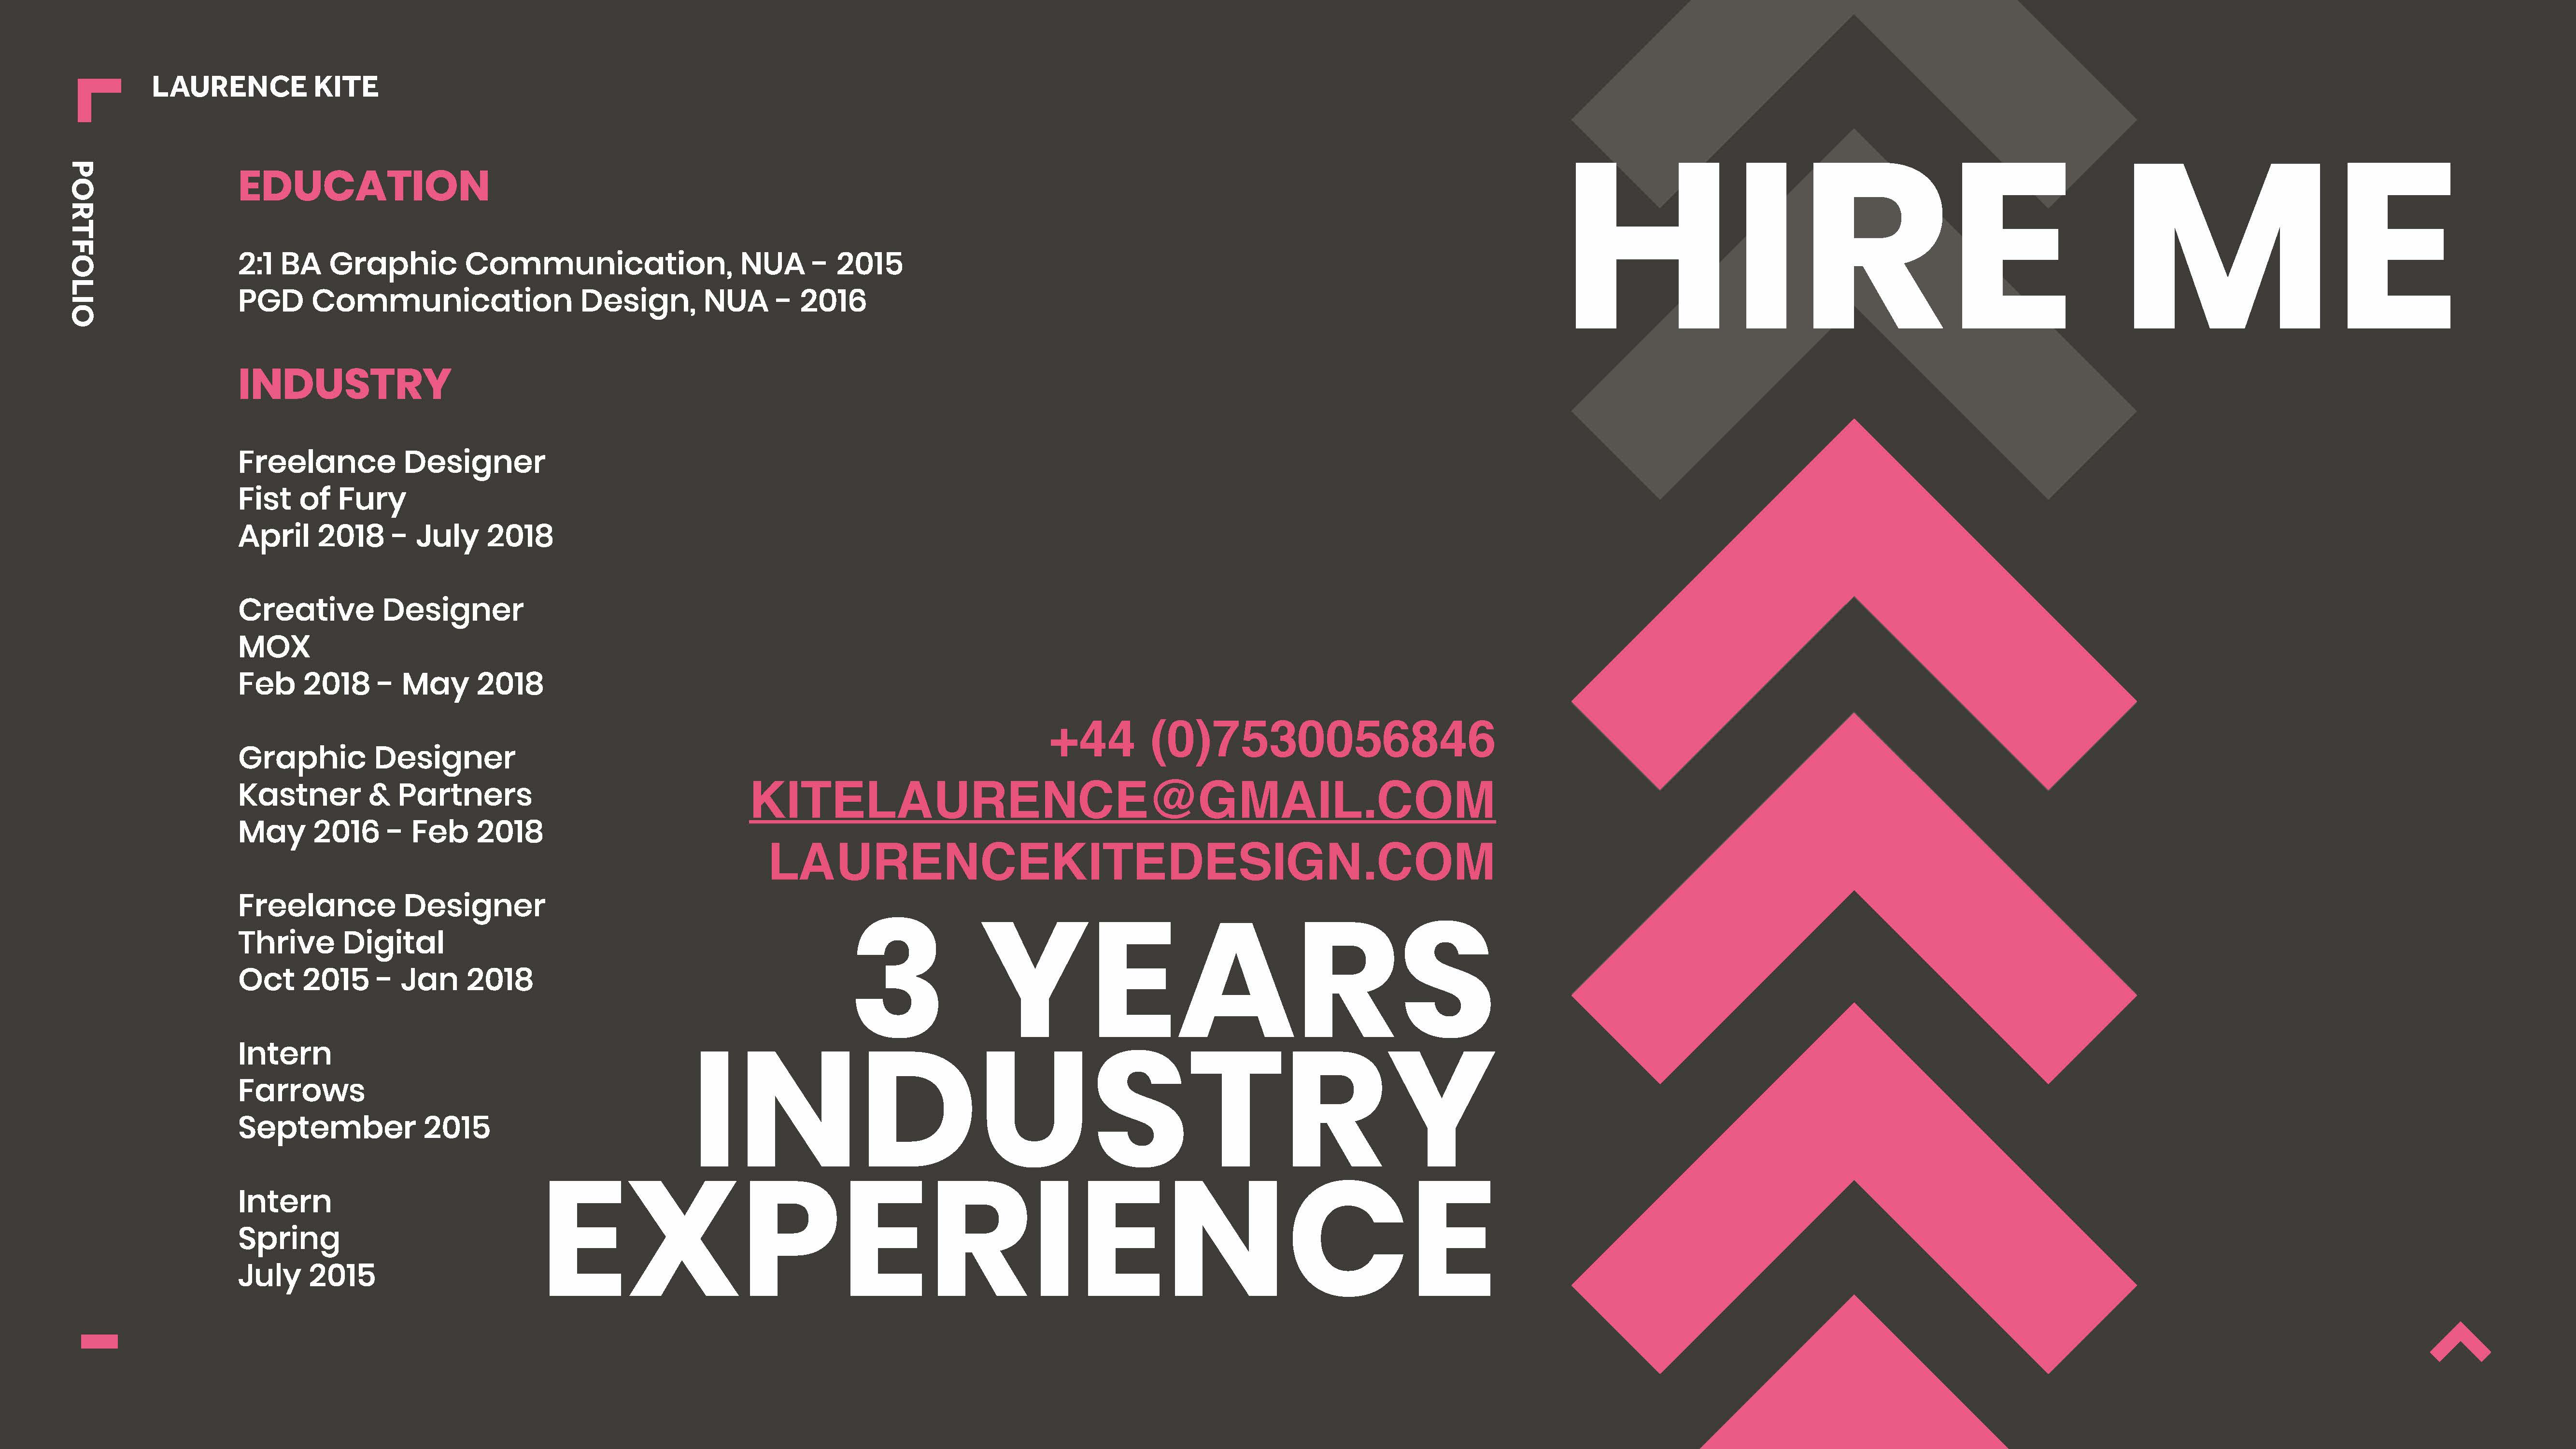 LAURENCE KITE
PORTFOLIO
EDUCATION
2:1 BA Graphic Communication, NUA - 2015
PGD Communication Design, NUA - 2016
INDUSTRY
Freelance Designer
Fist of Fury
April 2018 - July 2018
Creative Designer
MOX
Feb 2018 - May 2018
Graphic Designer
Kastner & Partners
May 2016 - Feb 2018
Freelance Designer
Thrive Digital
Oct 2015 - Jan 2018
Intern
Farrows
September 2015
Intern
Spring
July 2015
+44 (0)7530056846
KITELAURENCE@GMAIL.COM
LAURENCEKITEDESIGN.COM
3 YEARS
INDUSTRY
EXPERIENCE
HIRE ME